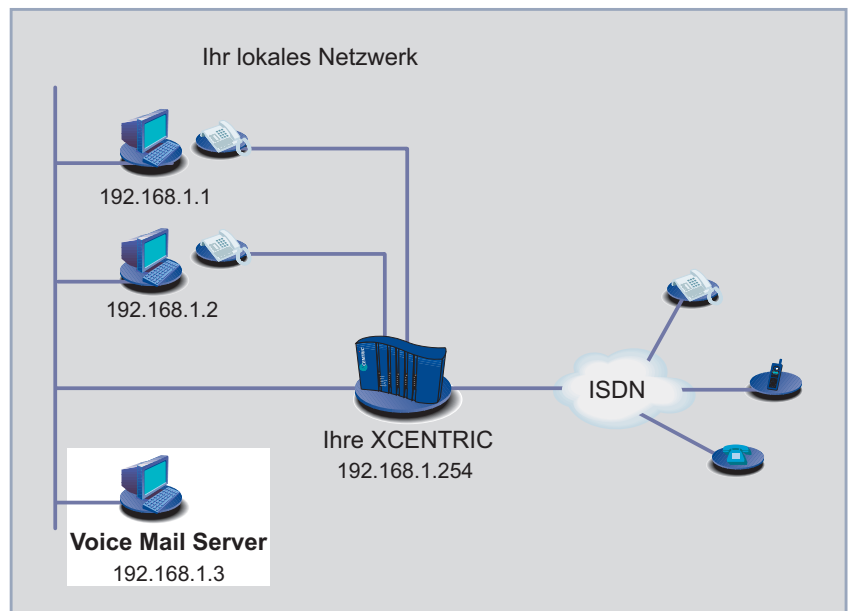 Ihr lokales Netzwerk
192.168.1.1
192.168.1.2
ISDN
Ihre XCENTRIC
192.168.1.254
Voice Mail Server
192.168.1.3